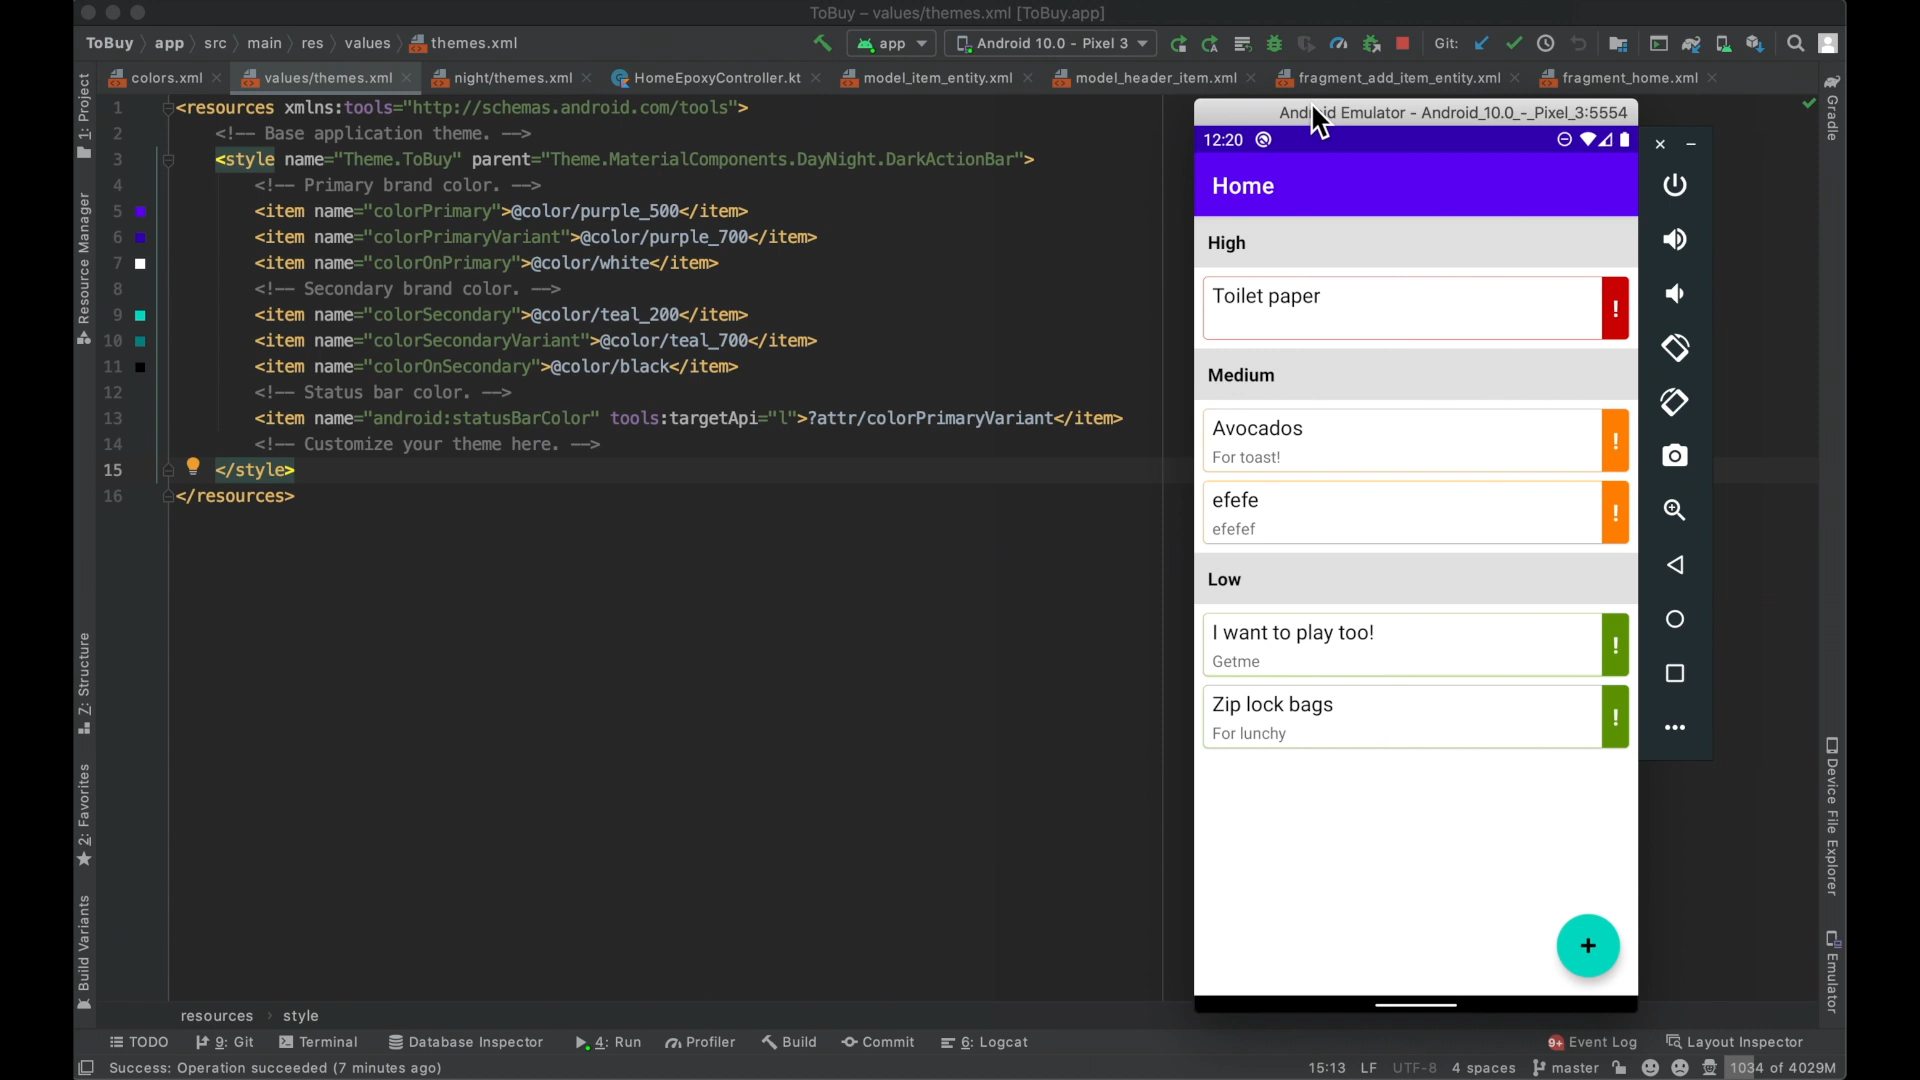 ToBuy – values/themes.xml [ToBuy.app]
ToBuy app src main res values themes.xml
app
Android 10.0 - Pixel 3
Git:
colors.xml
values/themes.xml
night/themes.xml
HomeEpoxyController.kt
model_item_entity.xml
model_header_item.xml
fragment_add_item_entity.xml
fragment_home.xml
1: Project
Resource Manager
Z: Structure
2: Favorites
Build Variants
1 <resources xmlns:tools="http://schemas.android.com/tools">
2 <!-- Base application theme. -->
3 <style name="Theme.ToBuy" parent="Theme.MaterialComponents.DayNight.DarkActionBar">
4 <!-- Primary brand color. -->
5 <item name="colorPrimary">@color/purple_500</item>
6 <item name="colorPrimaryVariant">@color/purple_700</item>
7 <item name="colorOnPrimary">@color/white</item>
8 <!-- Secondary brand color. -->
9 <item name="colorSecondary">@color/teal_200</item>
10 <item name="colorSecondaryVariant">@color/teal_700</item>
11 <item name="colorOnSecondary">@color/black</item>
12 <!-- Status bar color. -->
13 <item name="android:statusBarColor" tools:targetApi="l">?attr/colorPrimaryVariant</item>
14 <!-- Customize your theme here. -->
15 </style>
16 </resources>
Android Emulator - Android_10.0_-_Pixel_3:5554
12:20
Home
High
Toilet paper
!
Medium
Avocados
For toast!
!
efefe
efefef
!
Low
I want to play too!
Getme
!
Zip lock bags
For lunchy
!
+
Gradle
Device File Explorer
Emulator
resources › style
TODO
9: Git
Terminal
Database Inspector
4: Run
Profiler
Build
Commit
6: Logcat
9+ Event Log
Layout Inspector
Success: Operation succeeded (7 minutes ago)
15:13 LF UTF-8 4 spaces master 1034 of 4029M